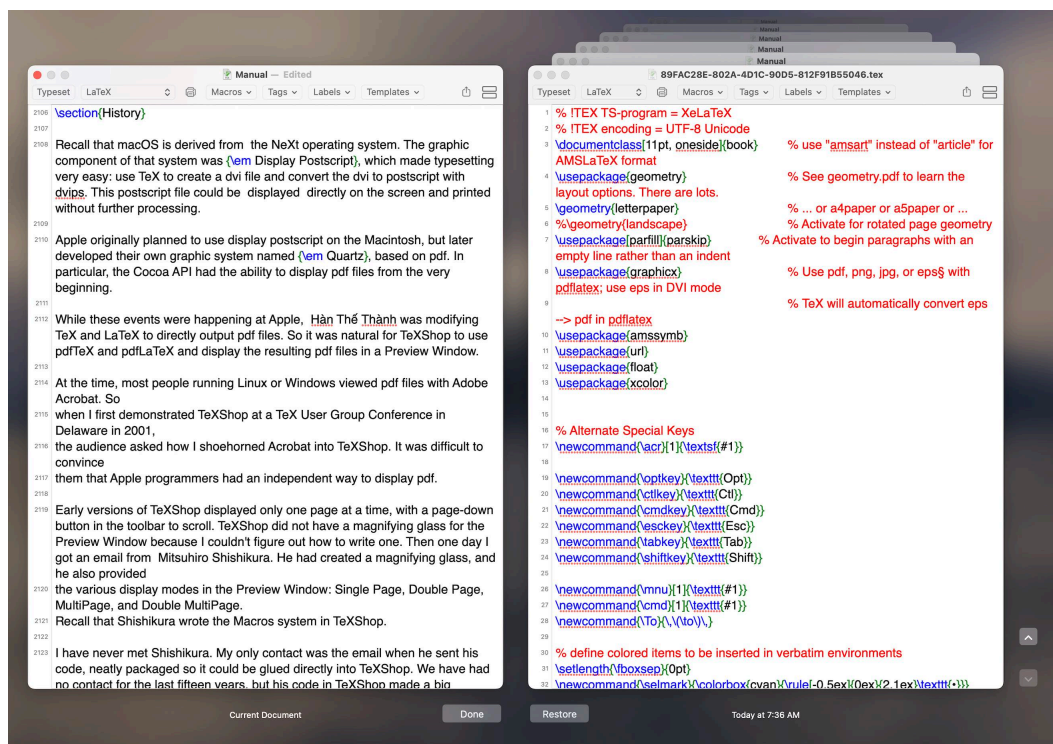 Manual
Manual
Manual
Manual
Manual — Edited
Typeset LaTeX Macros Tags Labels Templates
2106 \section{History}
2107
2108 Recall that macOS is derived from  the NeXt operating system. The graphic
component of that system was {\em Display Postscript}, which made typesetting
very easy: use TeX to create a dvi file and convert the dvi to postscript with
dvips. This postscript file could be  displayed  directly on the screen and printed
without further processing.
2109
2110 Apple originally planned to use display postscript on the Macintosh, but later
developed their own graphic system named {\em Quartz}, based on pdf. In
particular, the Cocoa API had the ability to display pdf files from the very
beginning.
2111
2112 While these events were happening at Apple,  Hàn Thế Thành was modifying
TeX and LaTeX to directly output pdf files. So it was natural for TeXShop to use
pdfTeX and pdfLaTeX and display the resulting pdf files in a Preview Window.
2113
2114 At the time, most people running Linux or Windows viewed pdf files with Adobe
Acrobat. So
2115 when I first demonstrated TeXShop at a TeX User Group Conference in
Delaware in 2001,
2116 the audience asked how I shoehorned Acrobat into TeXShop. It was difficult to
convince
2117 them that Apple programmers had an independent way to display pdf.
2118
2119 Early versions of TeXShop displayed only one page at a time, with a page-down
button in the toolbar to scroll. TeXShop did not have a magnifying glass for the
Preview Window because I couldn't figure out how to write one. Then one day I
got an email from  Mitsuhiro Shishikura. He had created a magnifying glass, and
he also provided
2120 the various display modes in the Preview Window: Single Page, Double Page,
MultiPage, and Double MultiPage.
2121 Recall that Shishikura wrote the Macros system in TeXShop.
2122
2123 I have never met Shishikura. My only contact was the email when he sent his
code, neatly packaged so it could be glued directly into TeXShop. We have had
no contact for the last fifteen years, but his code in TeXShop made a big
Current Document Done
89FAC28E-802A-4D1C-90D5-812F91B55046.tex
Typeset LaTeX Macros Tags Labels Templates
1 % !TEX TS-program = XeLaTeX
2 % !TEX encoding = UTF-8 Unicode
3 \documentclass[11pt, oneside]{book} % use "amsart" instead of "article" for
AMSLaTeX format
4 \usepackage{geometry} % See geometry.pdf to learn the
layout options. There are lots.
5 \geometry{letterpaper} % ... or a4paper or a5paper or ...
6 %\geometry{landscape} % Activate for rotated page geometry
7 \usepackage[parfill]{parskip} % Activate to begin paragraphs with an
empty line rather than an indent
8 \usepackage{graphicx} % Use pdf, png, jpg, or eps§ with
pdflatex; use eps in DVI mode
9 % TeX will automatically convert eps
--> pdf in pdflatex
10 \usepackage{amssymb}
11 \usepackage{url}
12 \usepackage{float}
13 \usepackage{xcolor}
14
15
16 % Alternate Special Keys
17 \newcommand{\acr}[1]{\textsf{#1}}
18
19 \newcommand{\optkey}{\texttt{Opt}}
20 \newcommand{\ctlkey}{\texttt{Ctl}}
21 \newcommand{\cmdkey}{\texttt{Cmd}}
22 \newcommand{\esckey}{\texttt{Esc}}
23 \newcommand{\tabkey}{\texttt{Tab}}
24 \newcommand{\shiftkey}{\texttt{Shift}}
25
26 \newcommand{\mnu}[1]{\texttt{#1}}
27 \newcommand{\cmd}[1]{\texttt{#1}}
28 \newcommand{\To}{\,\(\to\)\,}
29
30 % define colored items to be inserted in verbatim environments
31 \setlength{\fboxsep}{0pt}
32 \newcommand{\selmark}{\colorbox{cyan}{\rule[-0.5ex]{0ex}{2.1ex}\texttt{•}}}
Restore Today at 7:36 AM